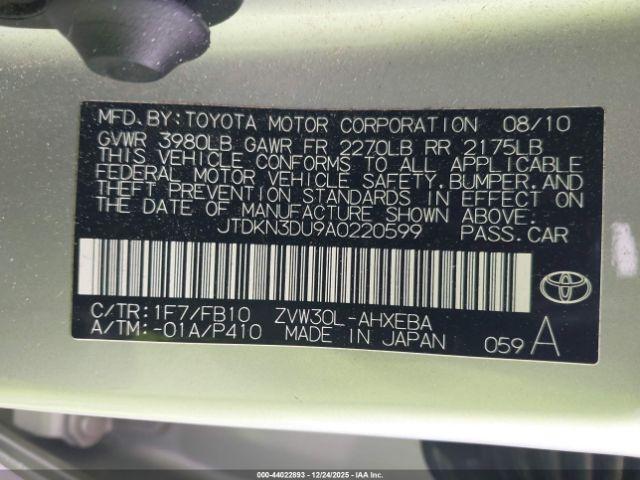 MFD. BY: TOYOTA MOTOR CORPORATION 08/10
GVWR 3980LB GAWR FR 2270LB RR 2175LB
THIS VEHICLE CONFORMS TO ALL APPLICABLE
FEDERAL MOTOR VEHICLE SAFETY, BUMPER, AND
THEFT PREVENTION STANDARDS IN EFFECT ON
THE DATE OF MANUFACTURE SHOWN ABOVE.
JTDKN3DU9A0220599 PASS.CAR
C/TR: 1F7/FB10 ZVW30L-AHXEBA
A/TM: -01A/P410 MADE IN JAPAN 059 A
000-44022893 - 12/24/2025 - IAA Inc.